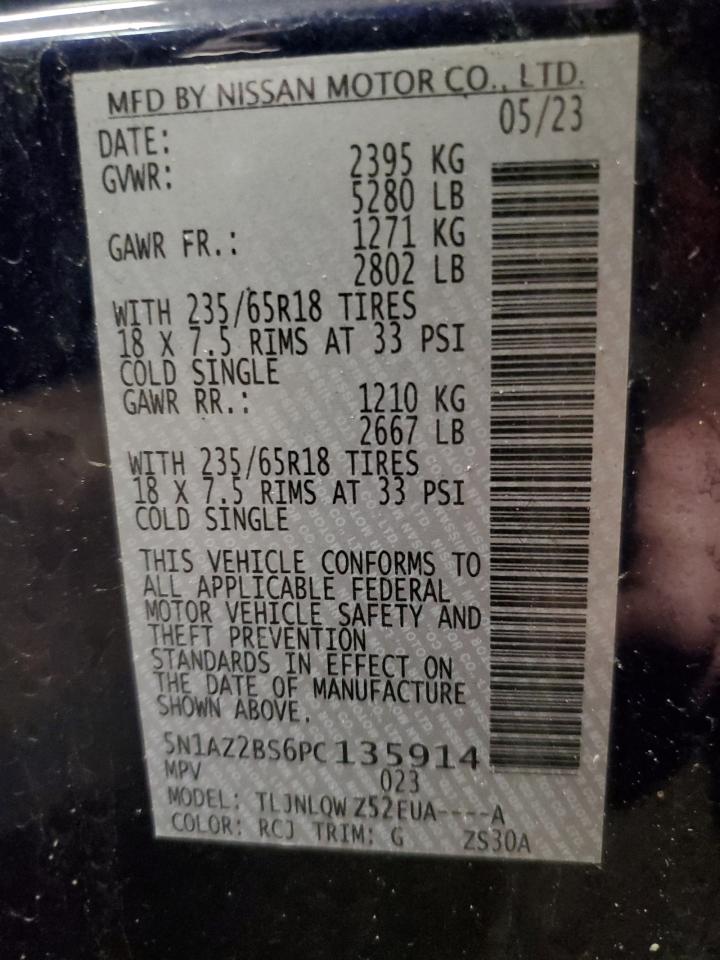 MFD BY NISSAN MOTOR CO., LTD.
DATE: 05/23
GVWR: 2395 KG
5280 LB
GAWR FR.: 1271 KG
2802 LB
WITH 235/65R18 TIRES
18 X 7.5 RIMS AT 33 PSI
COLD SINGLE
GAWR RR.: 1210 KG
2667 LB
WITH 235/65R18 TIRES
18 X 7.5 RIMS AT 33 PSI
COLD SINGLE
THIS VEHICLE CONFORMS TO
ALL APPLICABLE FEDERAL
MOTOR VEHICLE SAFETY AND
THEFT PREVENTION
STANDARDS IN EFFECT ON
THE DATE OF MANUFACTURE
SHOWN ABOVE.
5N1AZ2BS6PC135914
MPV 023
MODEL: TLJNLQWZ52EUA----A
COLOR: RCJ TRIM: G ZS30A